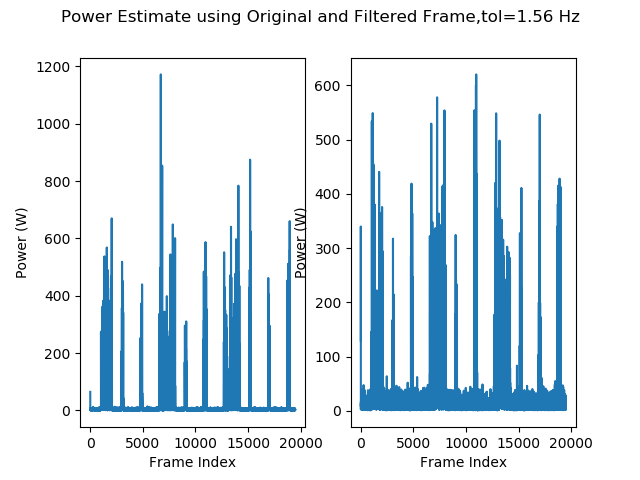 Power Estimate using Original and Filtered Frame,tol=1.56 Hz
1200
1000
800
600
400
200
0
Power (W)
0 5000 10000 15000 20000
Frame Index
600
500
400
300
200
100
0
Power (W)
0 5000 10000 15000 20000
Frame Index